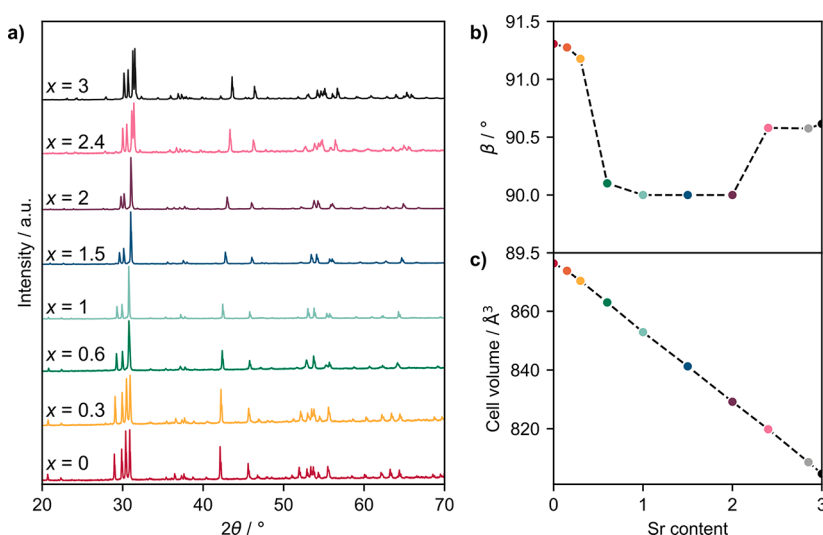 a)
x = 3
x = 2.4
x = 2
x = 1.5
x = 1
x = 0.6
x = 0.3
x = 0
Intensity / a.u.
20 30 40 50 60 70
2θ / °
b)
91.5
91.0
90.5
90.0
89.5
β / °
c)
860
840
820
Cell volume / Å³
0 1 2 3
Sr content